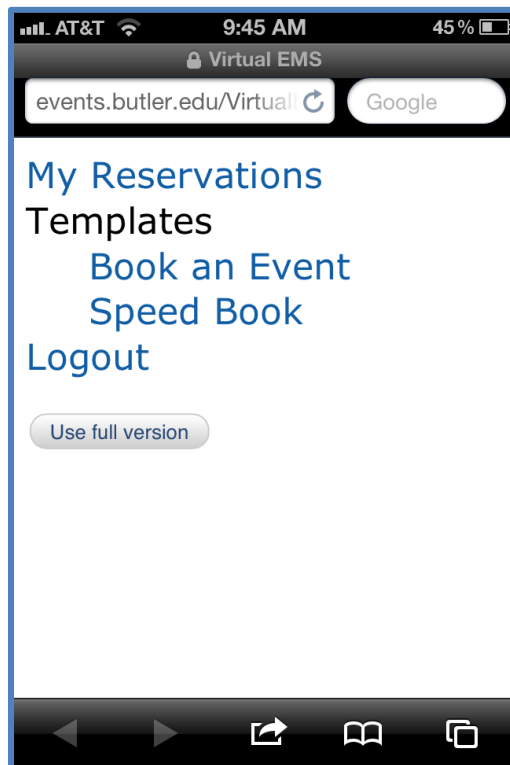 AT&T 9:45 AM 45%
Virtual EMS
events.butler.edu/Virtual Google
My Reservations
Templates
Book an Event
Speed Book
Logout
Use full version